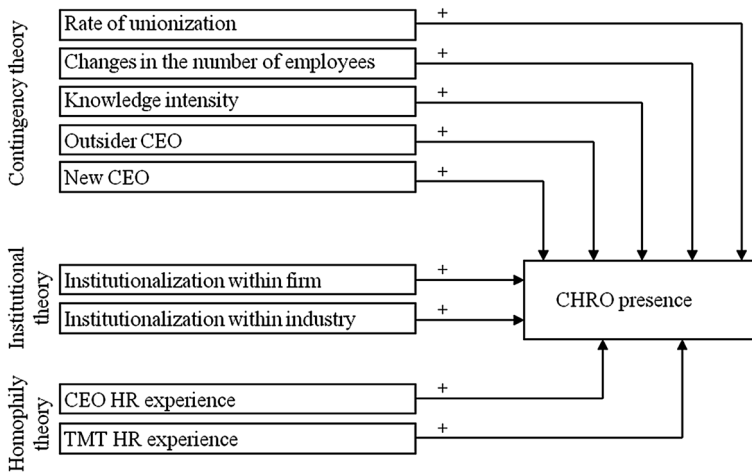 Contingency theory
Rate of unionization
+
Changes in the number of employees
+
Knowledge intensity
+
Outsider CEO
+
New CEO
+
Institutional
theory
Institutionalization within firm
+
Institutionalization within industry
+
CHRO presence
Homophily
theory
CEO HR experience
+
TMT HR experience
+